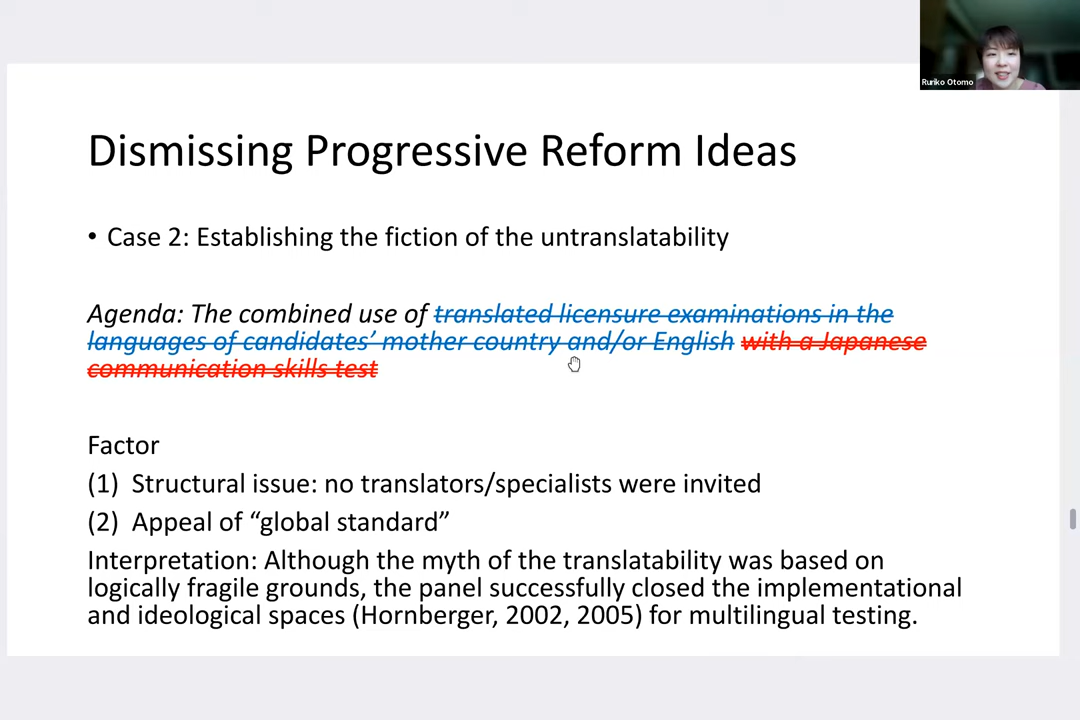 Ruriko Otomo
Dismissing Progressive Reform Ideas
• Case 2: Establishing the fiction of the untranslatability
Agenda: The combined use of translated licensure examinations in the
languages of candidates’ mother country and/or English with a Japanese
communication skills test
Factor
(1) Structural issue: no translators/specialists were invited
(2) Appeal of “global standard”
Interpretation: Although the myth of the translatability was based on
logically fragile grounds, the panel successfully closed the implementational
and ideological spaces (Hornberger, 2002, 2005) for multilingual testing.